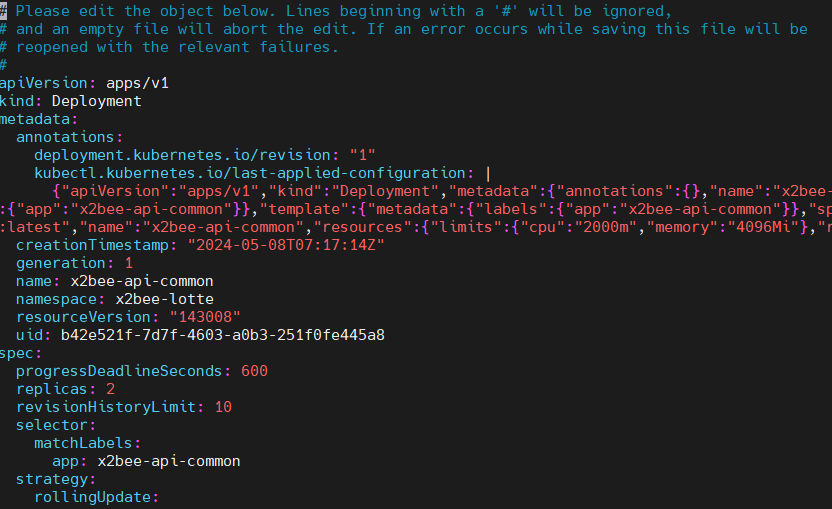 # Please edit the object below. Lines beginning with a '#' will be ignored,
# and an empty file will abort the edit. If an error occurs while saving this file will be
# reopened with the relevant failures.
#
apiVersion: apps/v1
kind: Deployment
metadata:
  annotations:
    deployment.kubernetes.io/revision: "1"
    kubectl.kubernetes.io/last-applied-configuration: |
      {"apiVersion":"apps/v1","kind":"Deployment","metadata":{"annotations":{},"name":"x2bee-
:{"app":"x2bee-api-common"}},"template":{"metadata":{"labels":{"app":"x2bee-api-common"}},"sp
:latest","name":"x2bee-api-common","resources":{"limits":{"cpu":"2000m","memory":"4096Mi"},"r
  creationTimestamp: "2024-05-08T07:17:14Z"
  generation: 1
  name: x2bee-api-common
  namespace: x2bee-lotte
  resourceVersion: "143008"
  uid: b42e521f-7d7f-4603-a0b3-251f0fe445a8
spec:
  progressDeadlineSeconds: 600
  replicas: 2
  revisionHistoryLimit: 10
  selector:
    matchLabels:
      app: x2bee-api-common
  strategy:
    rollingUpdate: